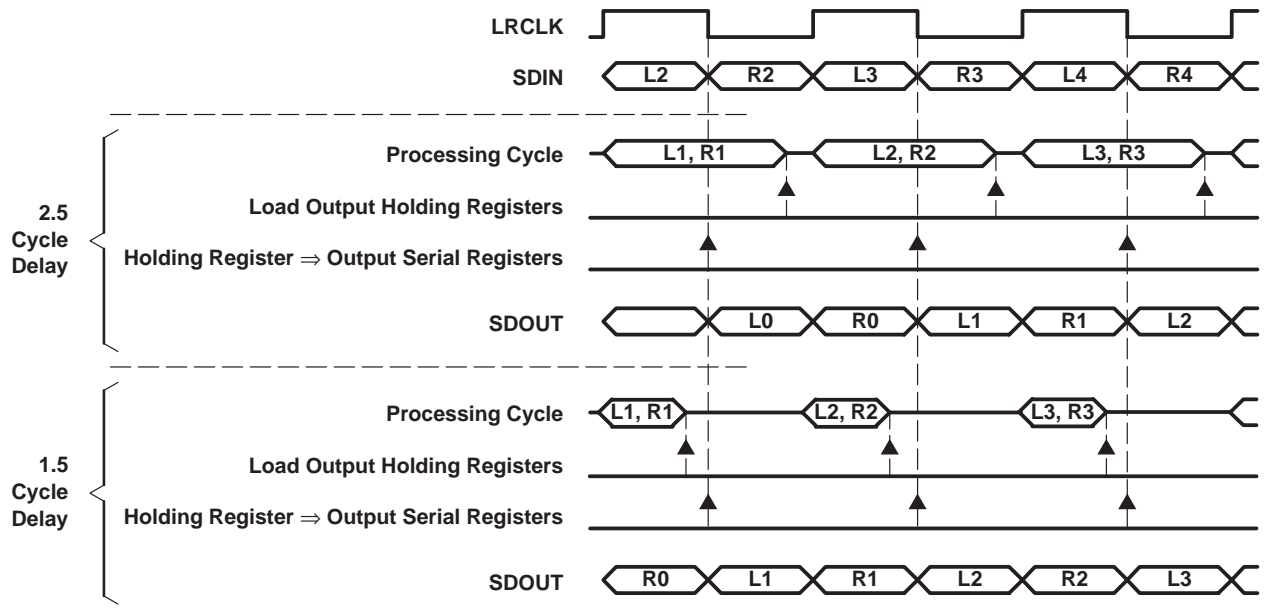 LRCLK
SDIN L2 R2 L3 R3 L4 R4
Processing Cycle L1, R1 L2, R2 L3, R3
Load Output Holding Registers
2.5
Cycle
Delay
Holding Register ⇒ Output Serial Registers
SDOUT L0 R0 L1 R1 L2
Processing Cycle L1, R1 L2, R2 L3, R3
Load Output Holding Registers
1.5
Cycle
Delay
Holding Register ⇒ Output Serial Registers
SDOUT R0 L1 R1 L2 R2 L3